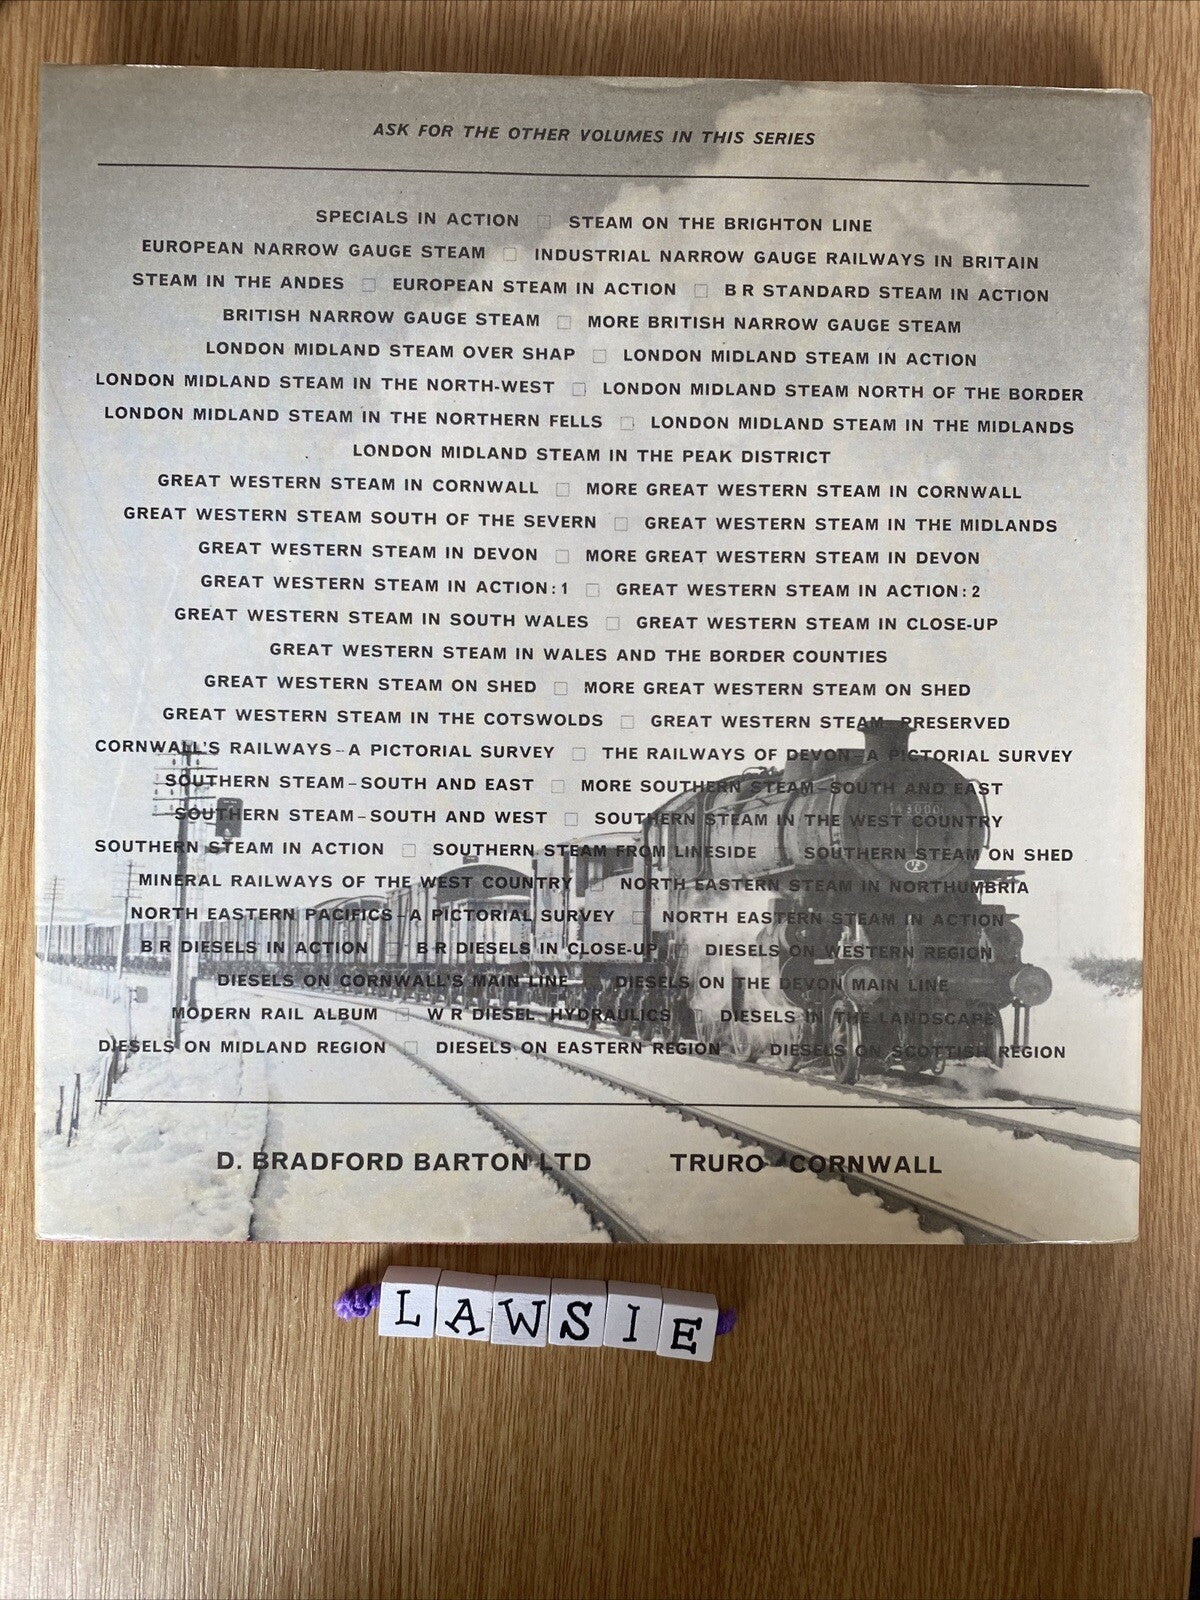 ASK FOR THE OTHER VOLUMES IN THIS SERIES
SPECIALS IN ACTION □ STEAM ON THE BRIGHTON LINE
EUROPEAN NARROW GAUGE STEAM □ INDUSTRIAL NARROW GAUGE RAILWAYS IN BRITAIN
STEAM IN THE ANDES □ EUROPEAN STEAM IN ACTION □ B R STANDARD STEAM IN ACTION
BRITISH NARROW GAUGE STEAM □ MORE BRITISH NARROW GAUGE STEAM
LONDON MIDLAND STEAM OVER SHAP □ LONDON MIDLAND STEAM IN ACTION
LONDON MIDLAND STEAM IN THE NORTH-WEST □ LONDON MIDLAND STEAM NORTH OF THE BORDER
LONDON MIDLAND STEAM IN THE NORTHERN FELLS □ LONDON MIDLAND STEAM IN THE MIDLANDS
LONDON MIDLAND STEAM IN THE PEAK DISTRICT
GREAT WESTERN STEAM IN CORNWALL □ MORE GREAT WESTERN STEAM IN CORNWALL
GREAT WESTERN STEAM SOUTH OF THE SEVERN □ GREAT WESTERN STEAM IN THE MIDLANDS
GREAT WESTERN STEAM IN DEVON □ MORE GREAT WESTERN STEAM IN DEVON
GREAT WESTERN STEAM IN ACTION: 1 □ GREAT WESTERN STEAM IN ACTION: 2
GREAT WESTERN STEAM IN SOUTH WALES □ GREAT WESTERN STEAM IN CLOSE-UP
GREAT WESTERN STEAM IN WALES AND THE BORDER COUNTIES
GREAT WESTERN STEAM ON SHED □ MORE GREAT WESTERN STEAM ON SHED
GREAT WESTERN STEAM IN THE COTSWOLDS □ GREAT WESTERN STEAM PRESERVED
CORNWALL'S RAILWAYS–A PICTORIAL SURVEY □ THE RAILWAYS OF DEVON–A PICTORIAL SURVEY
SOUTHERN STEAM–SOUTH AND EAST □ MORE SOUTHERN STEAM–SOUTH AND EAST
SOUTHERN STEAM–SOUTH AND WEST □ SOUTHERN STEAM IN THE WEST COUNTRY
SOUTHERN STEAM IN ACTION □ SOUTHERN STEAM FROM LINESIDE SOUTHERN STEAM ON SHED
MINERAL RAILWAYS OF THE WEST COUNTRY □ NORTH EASTERN STEAM IN NORTHUMBRIA
NORTH EASTERN PACIFICS–A PICTORIAL SURVEY □ NORTH EASTERN STEAM IN ACTION
B R DIESELS IN ACTION □ B R DIESELS IN CLOSE-UP □ DIESELS ON WESTERN REGION
DIESELS ON CORNWALL'S MAIN LINE DIESELS ON THE DEVON MAIN LINE
MODERN RAIL ALBUM □ W R DIESEL HYDRAULICS □ DIESELS IN THE LANDSCAPE
DIESELS ON MIDLAND REGION □ DIESELS ON EASTERN REGION DIESELS ON SCOTTISH REGION
D. BRADFORD BARTON LTD TRURO CORNWALL
LAWSIE